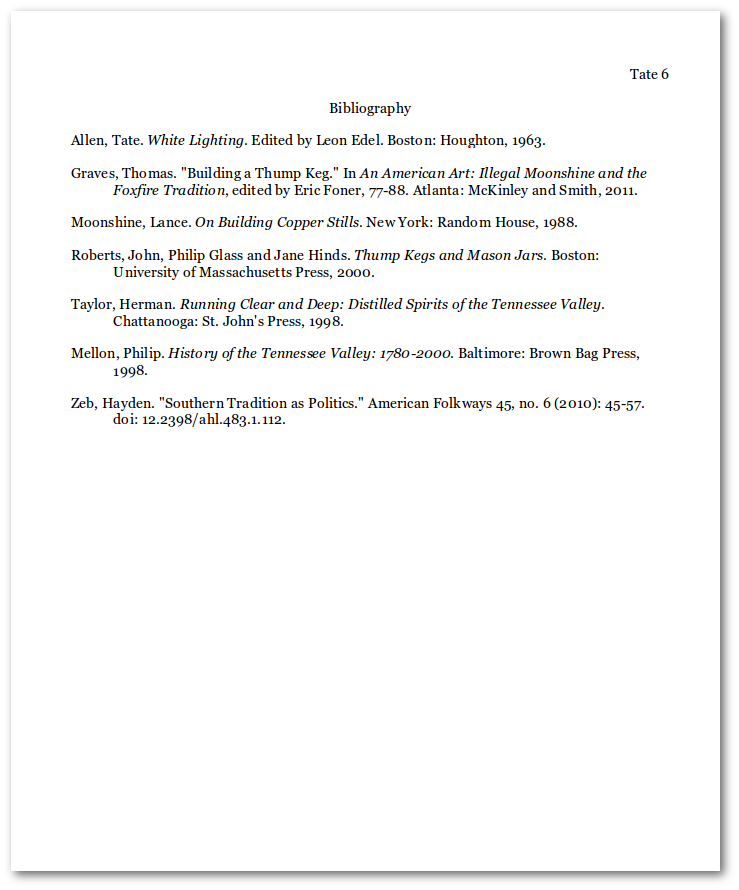 Tate 6
Bibliography
Allen, Tate. White Lighting. Edited by Leon Edel. Boston: Houghton, 1963.
Graves, Thomas. "Building a Thump Keg." In An American Art: Illegal Moonshine and the
Foxfire Tradition, edited by Eric Foner, 77-88. Atlanta: McKinley and Smith, 2011.
Moonshine, Lance. On Building Copper Stills. New York: Random House, 1988.
Roberts, John, Philip Glass and Jane Hinds. Thump Kegs and Mason Jars. Boston:
University of Massachusetts Press, 2000.
Taylor, Herman. Running Clear and Deep: Distilled Spirits of the Tennessee Valley.
Chattanooga: St. John's Press, 1998.
Mellon, Philip. History of the Tennessee Valley: 1780-2000. Baltimore: Brown Bag Press,
1998.
Zeb, Hayden. "Southern Tradition as Politics." American Folkways 45, no. 6 (2010): 45-57.
doi: 12.2398/ahl.483.1.112.